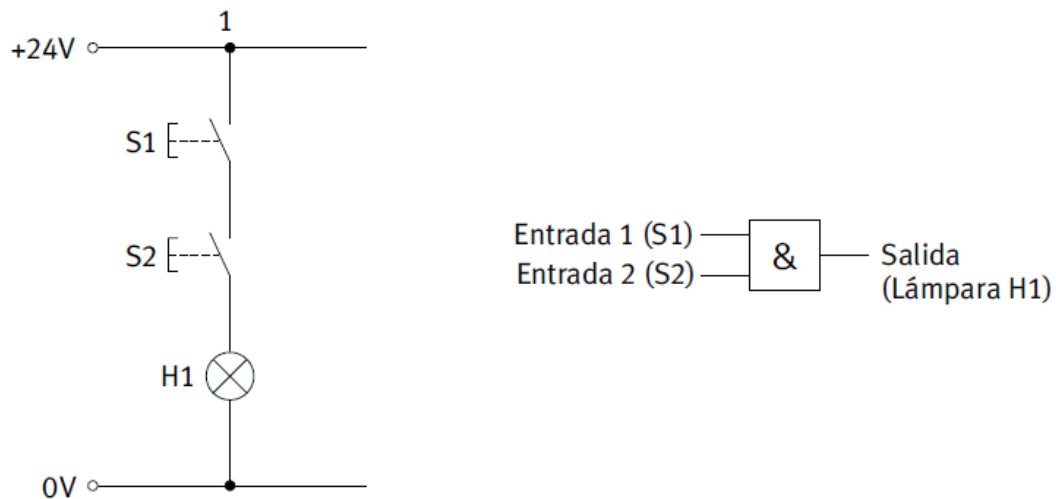 1
+24V
S1
S2
H1
0V
Entrada 1 (S1)
Entrada 2 (S2)
&
Salida
(Lámpara H1)